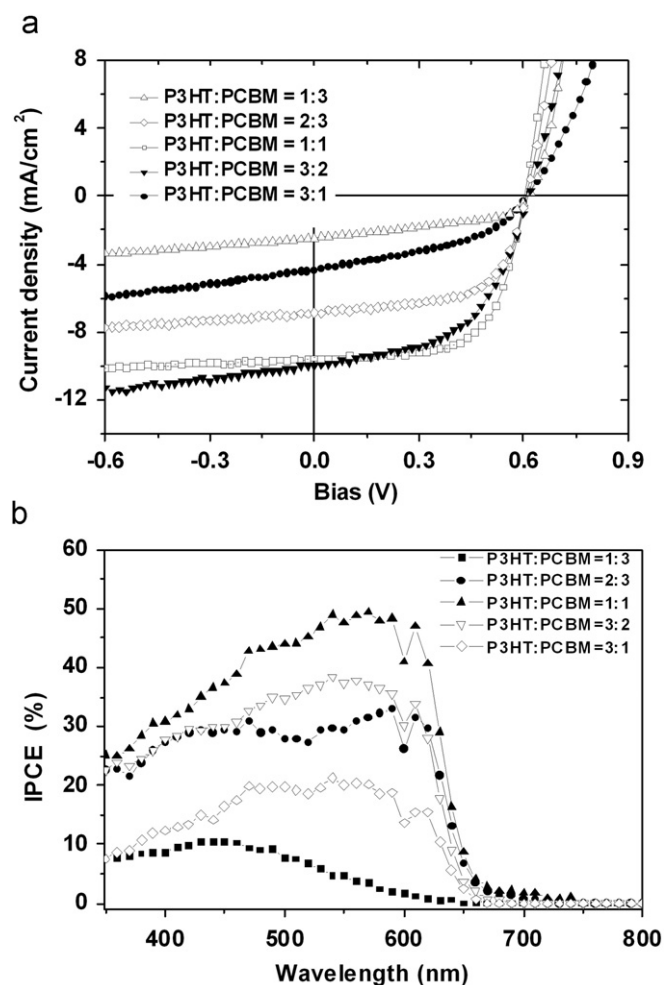 a
8
4
0
-4
-8
-12
Current density (mA/cm²)
P3HT:PCBM = 1:3
P3HT:PCBM = 2:3
P3HT:PCBM = 1:1
P3HT:PCBM = 3:2
P3HT:PCBM = 3:1
-0.6 -0.3 0.0 0.3 0.6 0.9
Bias (V)
b
60
50
40
30
20
10
0
IPCE (%)
P3HT:PCBM=1:3
P3HT:PCBM=2:3
P3HT:PCBM=1:1
P3HT:PCBM=3:2
P3HT:PCBM=3:1
400 500 600 700 800
Wavelength (nm)